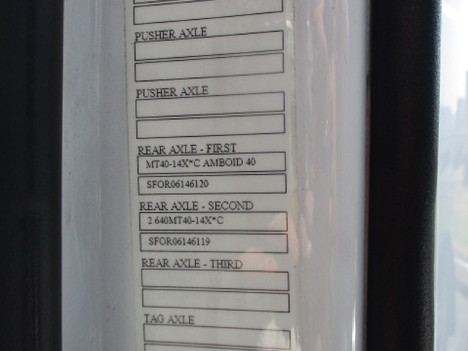 PUSHER AXLE
PUSHER AXLE
REAR AXLE - FIRST
MT40-14X*C AMBOID 40
SFOR06146120
REAR AXLE - SECOND
2.640MT40-14X*C
SFOR06146119
REAR AXLE - THIRD
TAG AXLE